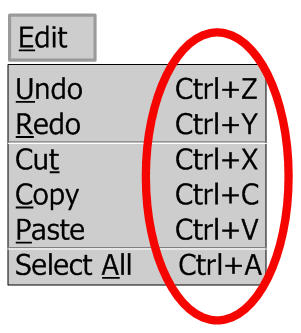 Edit
Undo Ctrl+Z
Redo Ctrl+Y
Cut Ctrl+X
Copy Ctrl+C
Paste Ctrl+V
Select All Ctrl+A